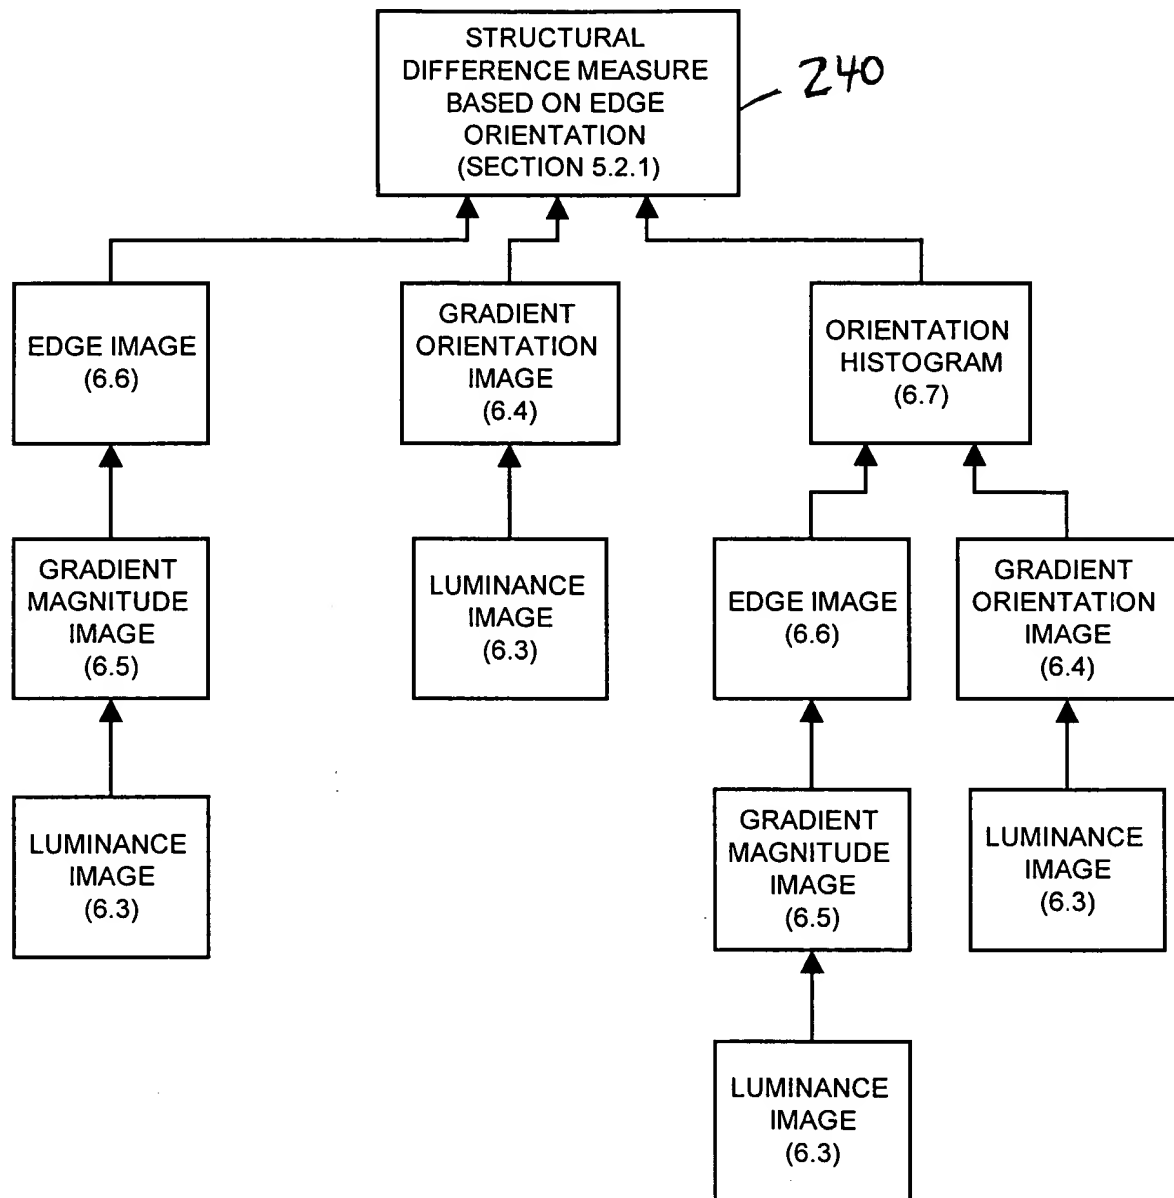 STRUCTURAL
DIFFERENCE MEASURE
BASED ON EDGE
ORIENTATION
(SECTION 5.2.1)
240
EDGE IMAGE
(6.6)
GRADIENT
ORIENTATION
IMAGE
(6.4)
ORIENTATION
HISTOGRAM
(6.7)
GRADIENT
MAGNITUDE
IMAGE
(6.5)
LUMINANCE
IMAGE
(6.3)
EDGE IMAGE
(6.6)
GRADIENT
ORIENTATION
IMAGE
(6.4)
LUMINANCE
IMAGE
(6.3)
GRADIENT
MAGNITUDE
IMAGE
(6.5)
LUMINANCE
IMAGE
(6.3)
LUMINANCE
IMAGE
(6.3)